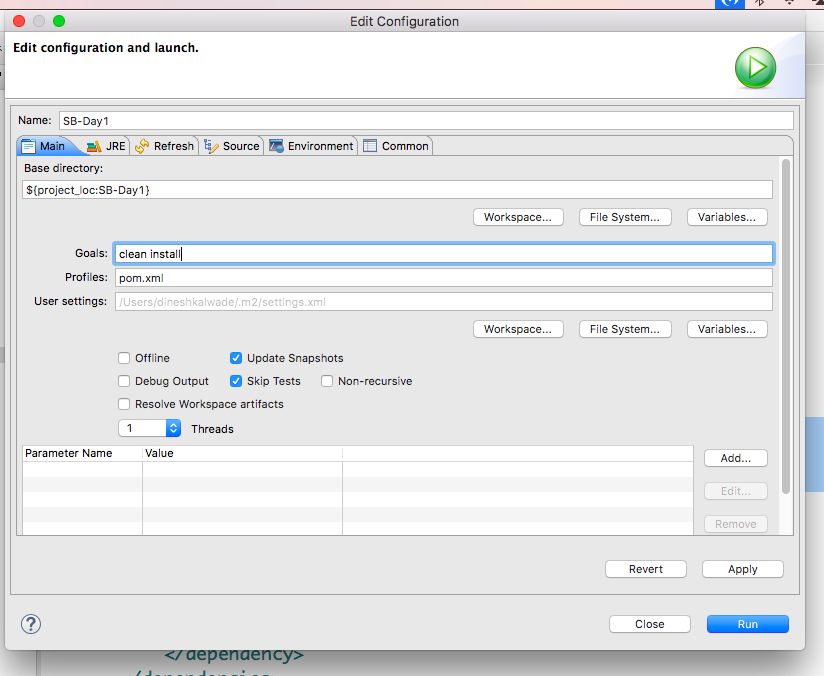 Edit Configuration
Edit configuration and launch.
Name: SB-Day1
Main JRE Refresh Source Environment Common
Base directory:
${project_loc:SB-Day1}
Workspace... File System... Variables...
Goals: clean install
Profiles: pom.xml
User settings: /Users/dineshkalwade/.m2/settings.xml
Workspace... File System... Variables...
Offline Update Snapshots
Debug Output Skip Tests Non-recursive
Resolve Workspace artifacts
1 Threads
Parameter Name Value
Add...
Edit...
Remove
Revert Apply
? Close Run
</dependency>